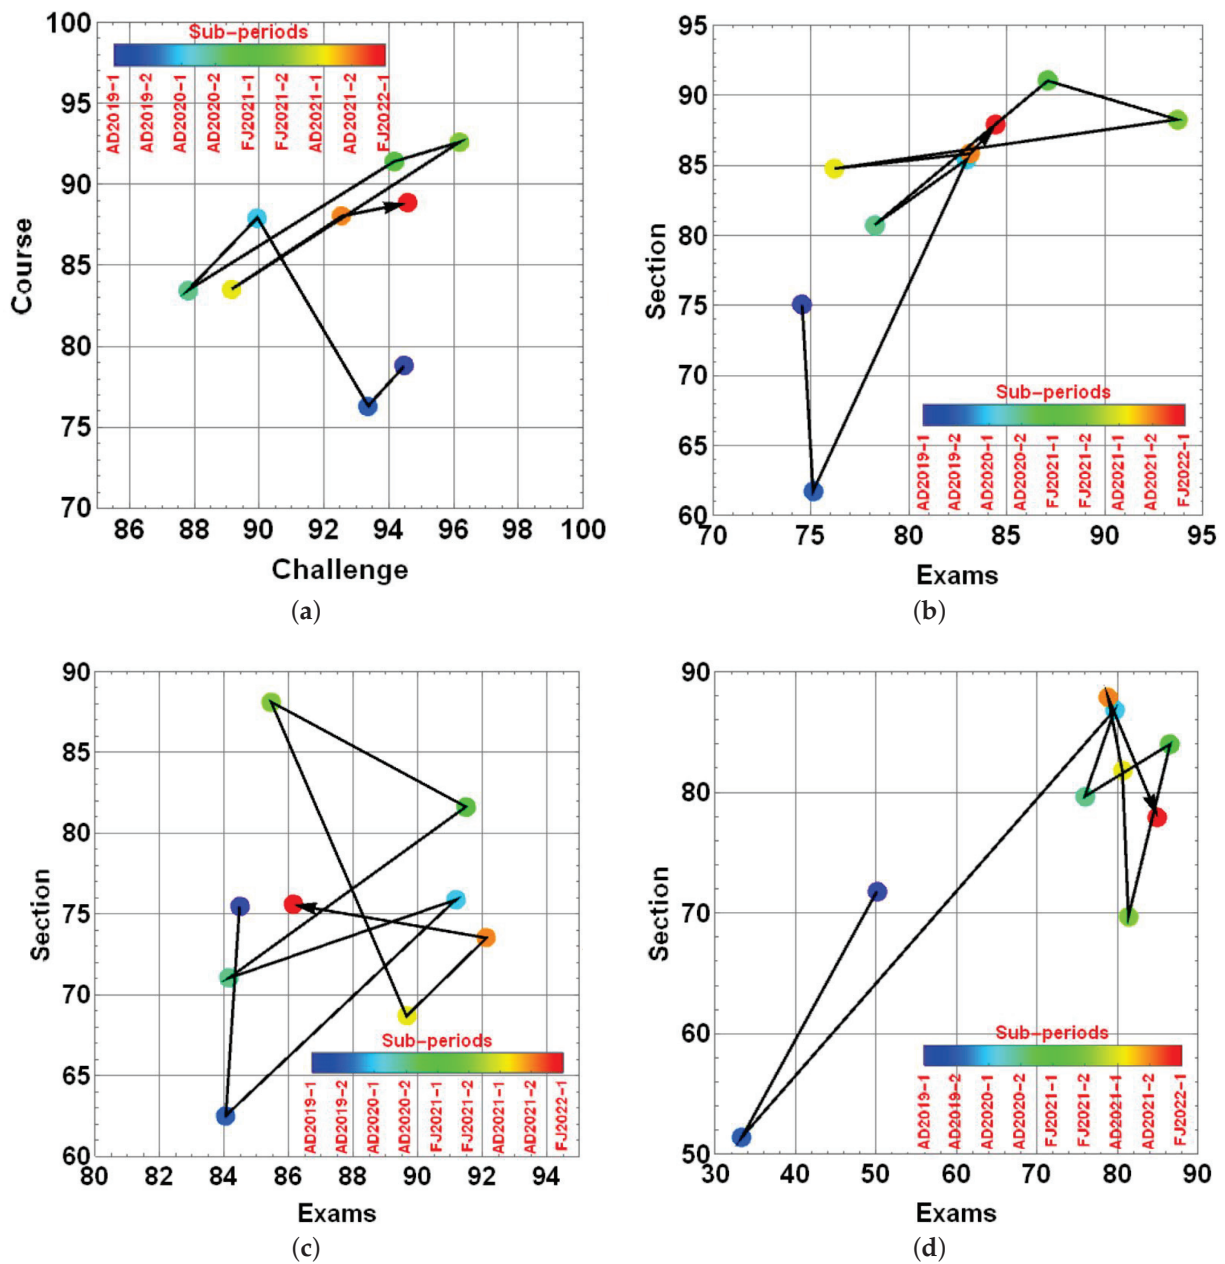 100
95
90
85
80
75
70
Course
Sub-periods
AD2019-1
AD2019-2
AD2020-1
AD2020-2
FJ2021-1
FJ2021-2
AD2021-1
AD2021-2
FJ2022-1
86 88 90 92 94 96 98 100
Challenge
(a)
95
90
85
80
75
70
65
60
Section
Sub-periods
AD2019-1
AD2019-2
AD2020-1
AD2020-2
FJ2021-1
FJ2021-2
AD2021-1
AD2021-2
FJ2022-1
70 75 80 85 90 95
Exams
(b)
90
85
80
75
70
65
60
Section
Sub-periods
AD2019-1
AD2019-2
AD2020-1
AD2020-2
FJ2021-1
FJ2021-2
AD2021-1
AD2021-2
FJ2022-1
80 82 84 86 88 90 92 94
Exams
(c)
90
80
70
60
50
Section
Sub-periods
AD2019-1
AD2019-2
AD2020-1
AD2020-2
FJ2021-1
FJ2021-2
AD2021-1
AD2021-2
FJ2022-1
30 40 50 60 70 80 90
Exams
(d)